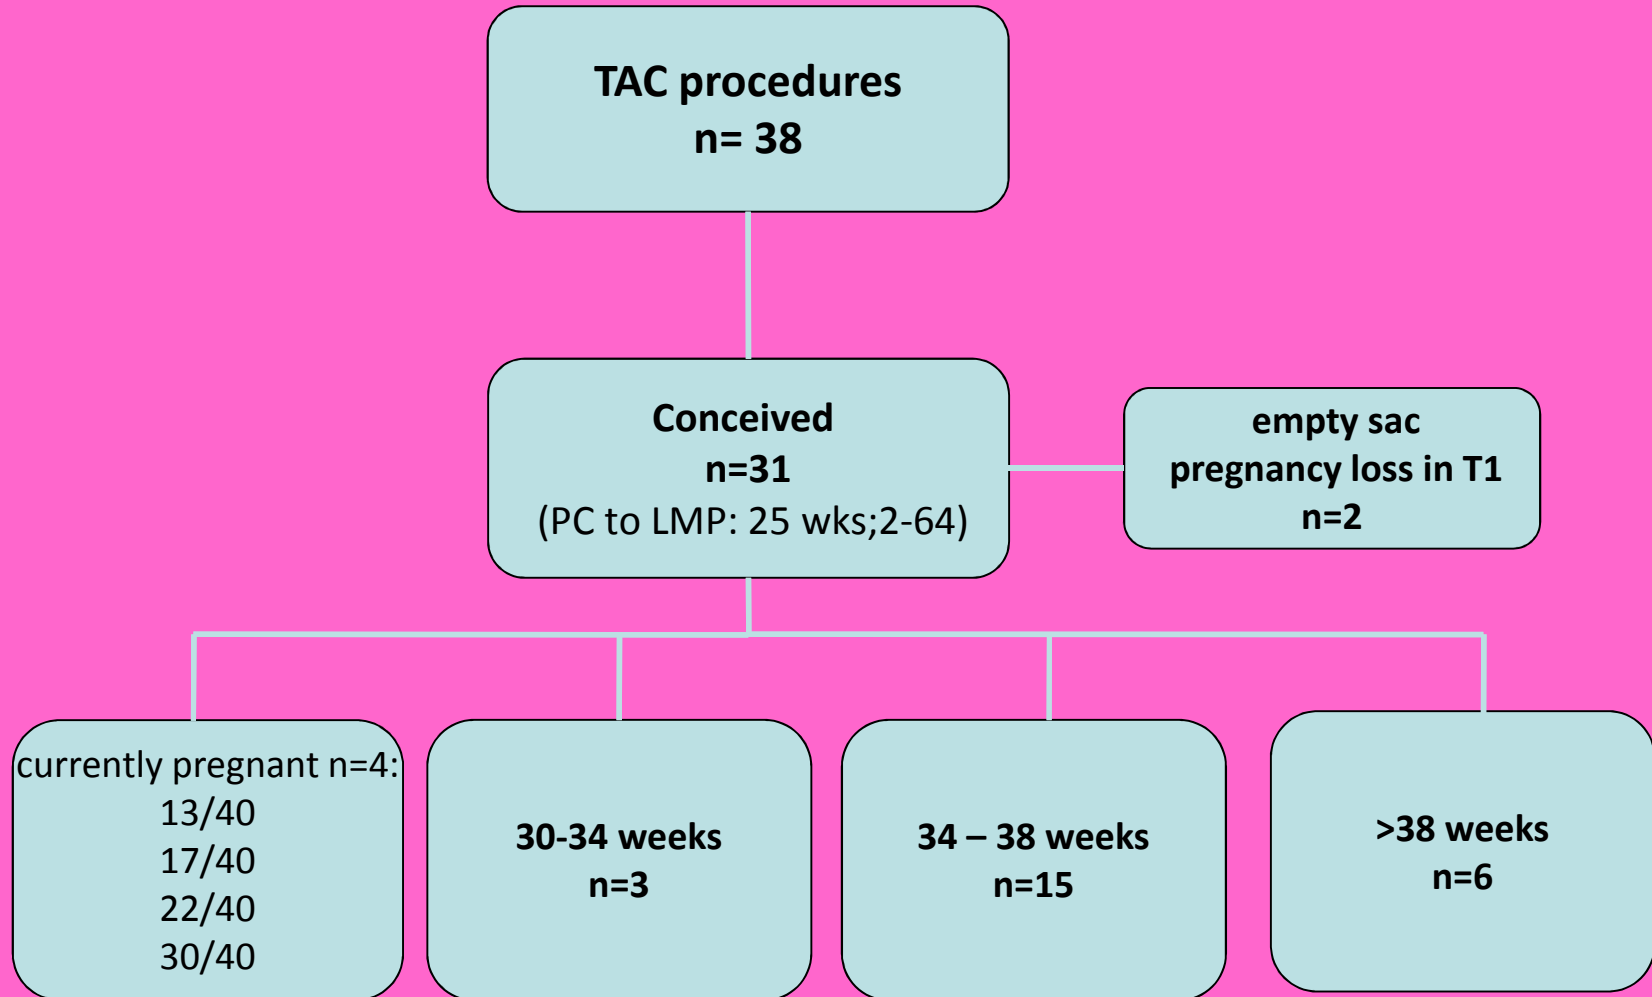 TAC procedures
n= 38
Conceived
n=31
(PC to LMP: 25 wks;2-64)
empty sac
pregnancy loss in T1
n=2
currently pregnant n=4:
13/40
17/40
22/40
30/40
30-34 weeks
n=3
34 – 38 weeks
n=15
>38 weeks
n=6